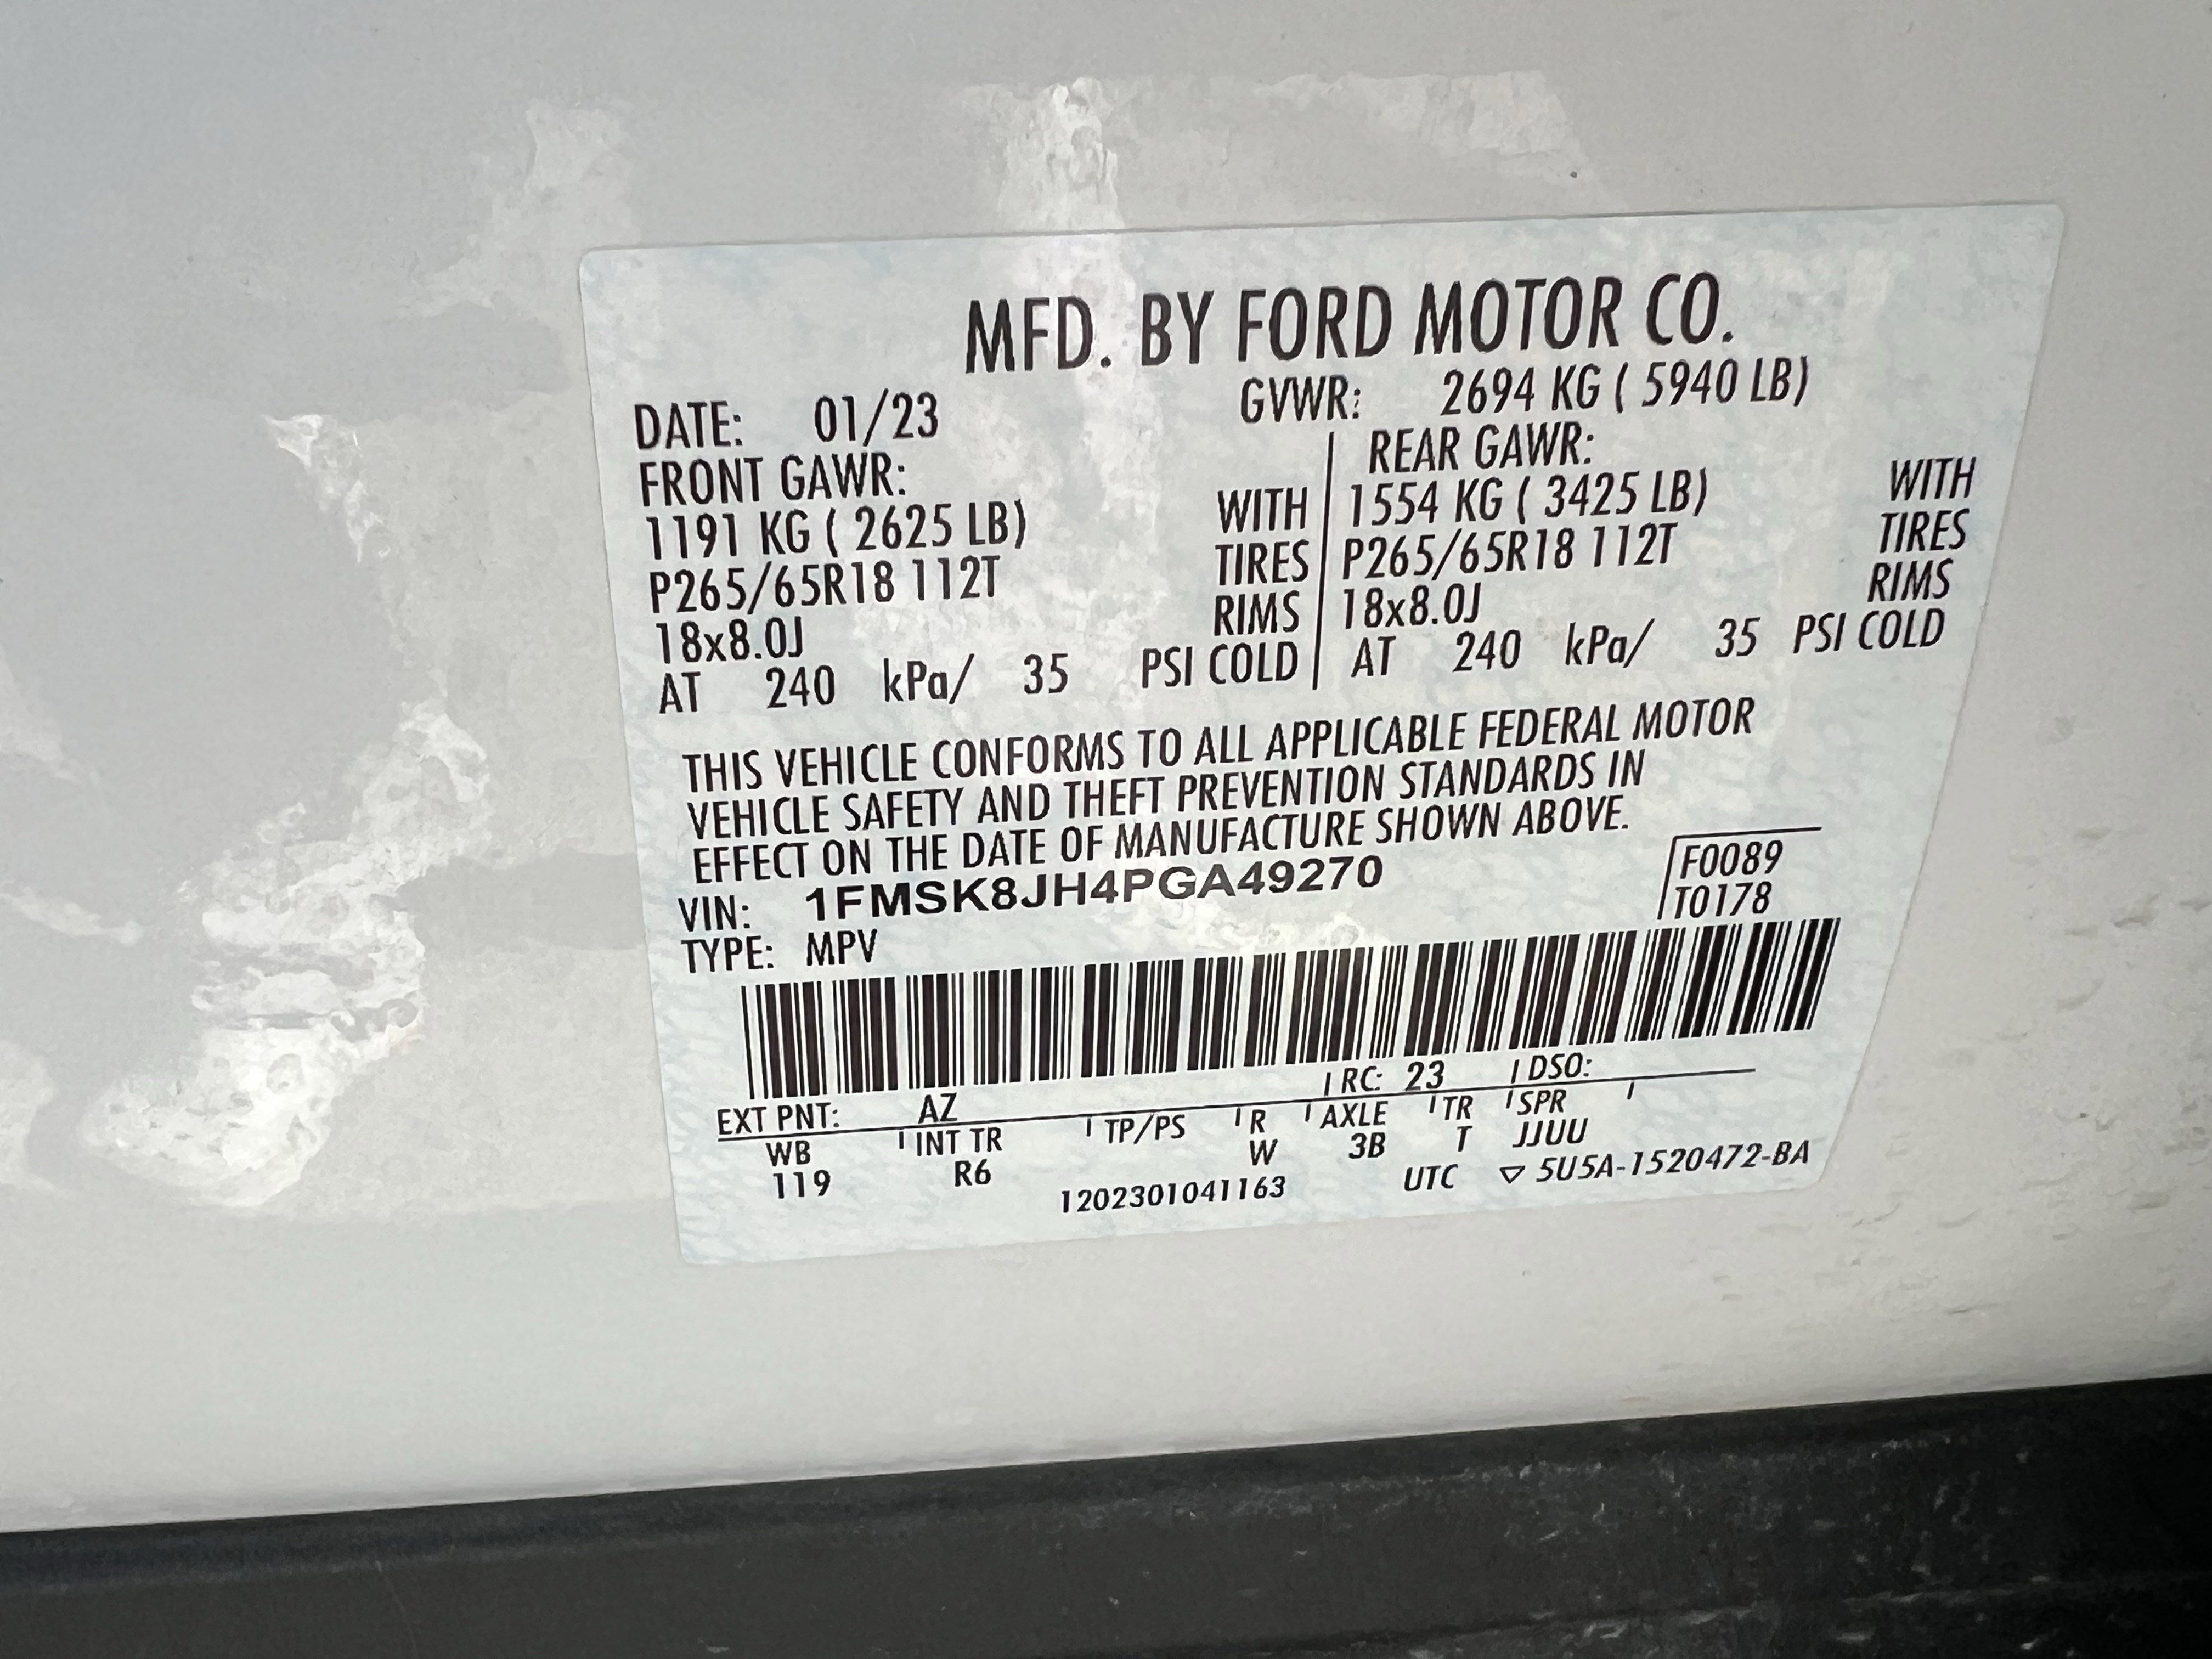 MFD. BY FORD MOTOR CO.
DATE: 01/23 GVWR: 2694 KG ( 5940 LB)
FRONT GAWR: REAR GAWR:
1191 KG ( 2625 LB) WITH 1554 KG ( 3425 LB) WITH
P265/65R18 112T TIRES P265/65R18 112T TIRES
18x8.0J RIMS 18x8.0J RIMS
AT 240 kPa/ 35 PSI COLD AT 240 kPa/ 35 PSI COLD
THIS VEHICLE CONFORMS TO ALL APPLICABLE FEDERAL MOTOR
VEHICLE SAFETY AND THEFT PREVENTION STANDARDS IN
EFFECT ON THE DATE OF MANUFACTURE SHOWN ABOVE.
VIN: 1FMSK8JH4PGA49270 F0089
TYPE: MPV T0178
EXT PNT: AZ RC: 23 DSO:
WB INT TR TP/PS R AXLE TR SPR
119 R6 W 3B T JJUU
1202301041163 UTC ▽ 5U5A-1520472-BA